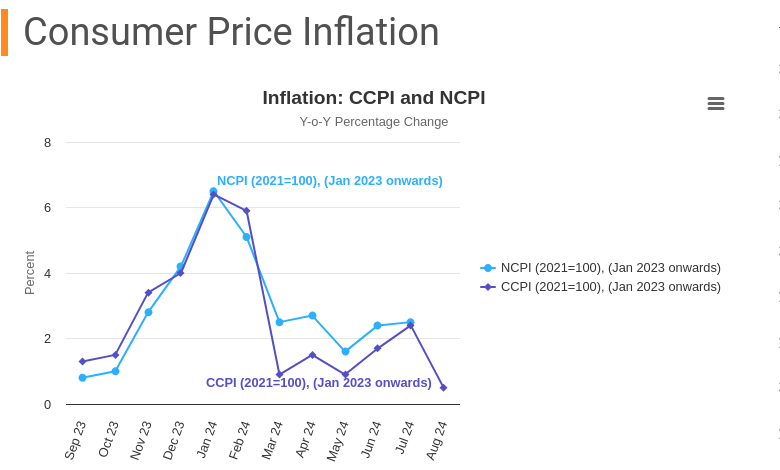 Consumer Price Inflation
Inflation: CCPI and NCPI
Y-o-Y Percentage Change
8
6
4
2
0
Percent
NCPI (2021=100), (Jan 2023 onwards)
CCPI (2021=100), (Jan 2023 onwards)
NCPI (2021=100), (Jan 2023 onwards)
CCPI (2021=100), (Jan 2023 onwards)
Sep 23
Oct 23
Nov 23
Dec 23
Jan 24
Feb 24
Mar 24
Apr 24
May 24
Jun 24
Jul 24
Aug 24